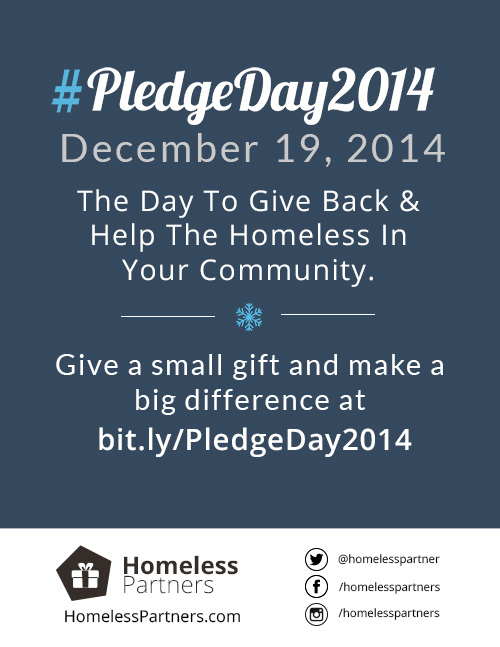 #PledgeDay2014
December 19, 2014
The Day To Give Back &
Help The Homeless In
Your Community.
Give a small gift and make a
big difference at
bit.ly/PledgeDay2014
Homeless
Partners
HomelessPartners.com
@homelesspartner
/homelesspartners
/homelesspartners